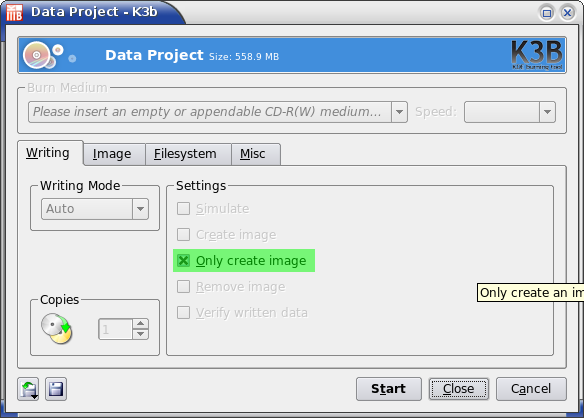 Data Project - K3b
Data Project Size: 558.9 MB
K3B
Burn Medium
Please insert an empty or appendable CD-R(W) medium...
Speed:
Writing
Image
Filesystem
Misc
Writing Mode
Auto
Settings
Simulate
Create image
Only create image
Remove image
Verify written data
Only create an im
Copies
1
Start
Close
Cancel